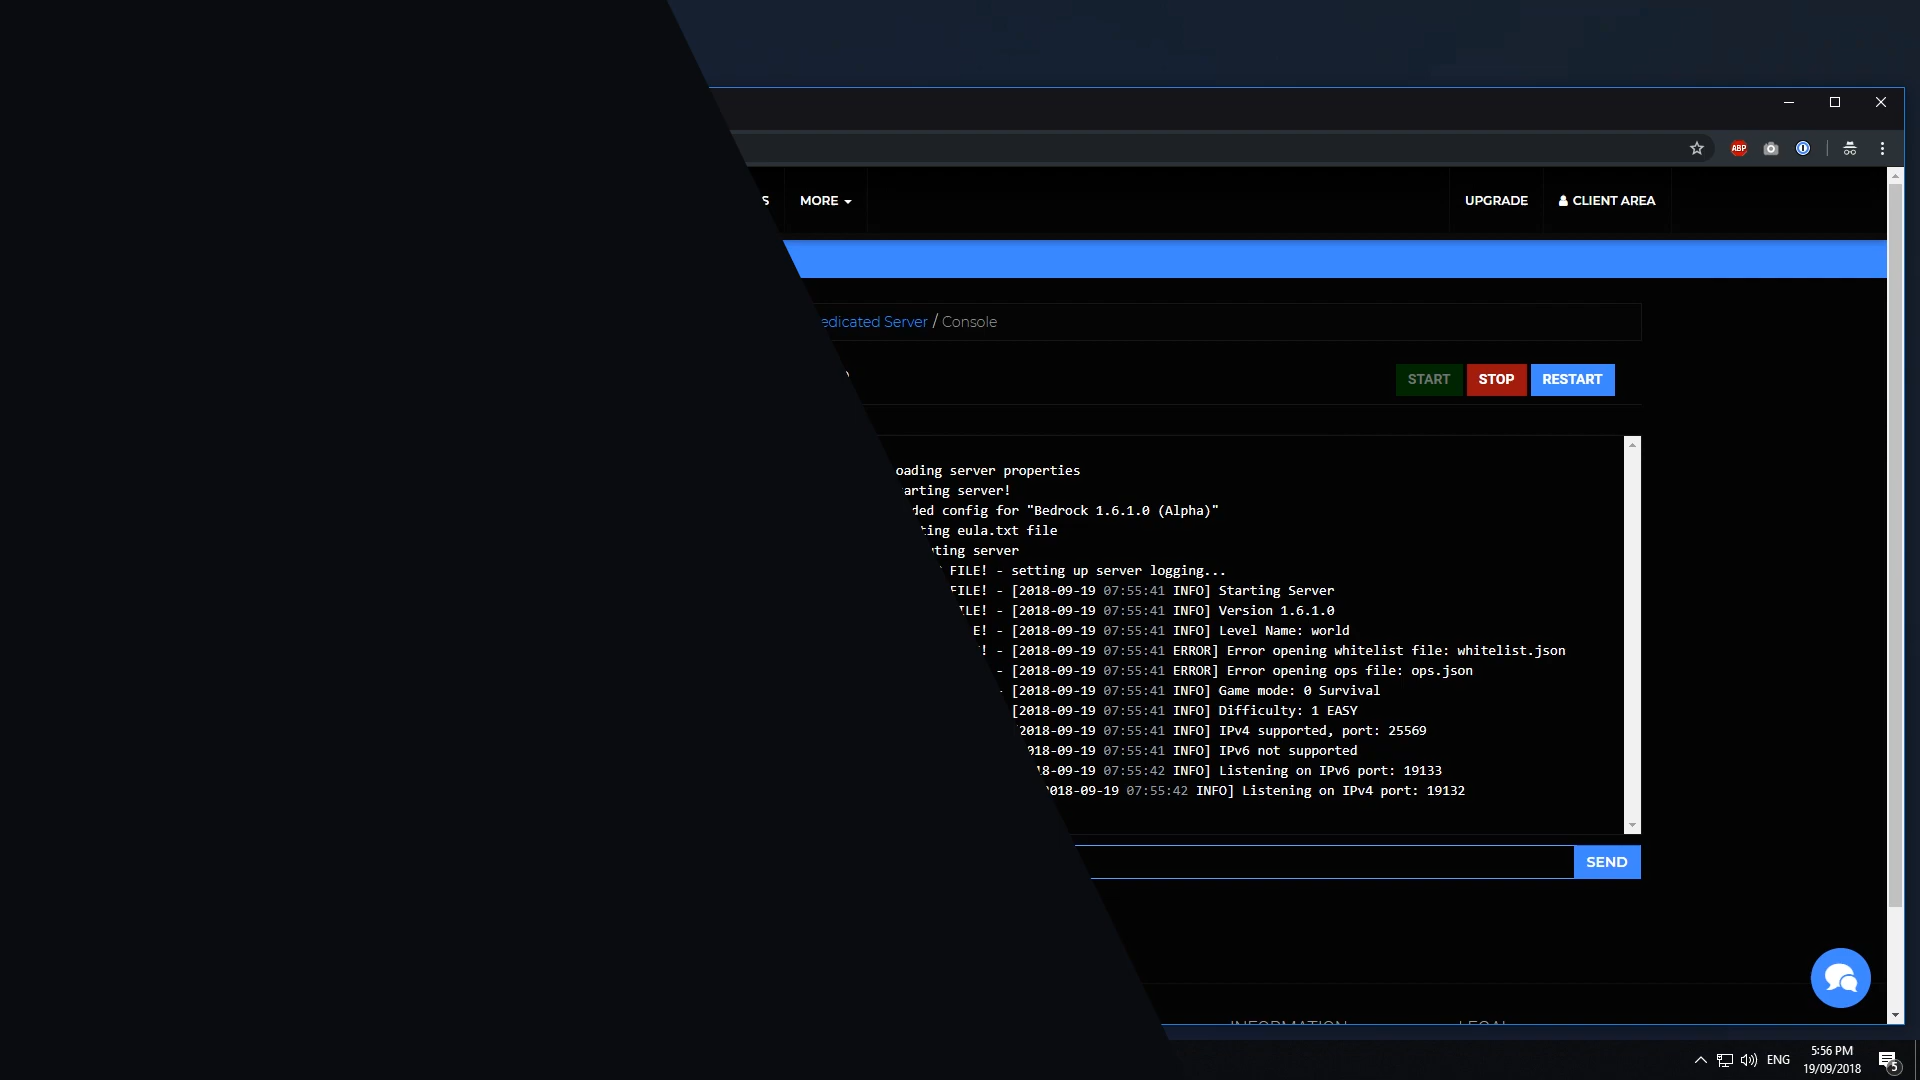 ABP
MORE
UPGRADE
CLIENT AREA
Server / Console
START STOP RESTART
server properties
server!
config for "Bedrock 1.6.1.0 (Alpha)"
eula.txt file
server
FILE! - setting up server logging...
- [2018-09-19 07:55:41 INFO] Starting Server
- [2018-09-19 07:55:41 INFO] Version 1.6.1.0
- [2018-09-19 07:55:41 INFO] Level Name: world
- [2018-09-19 07:55:41 ERROR] Error opening whitelist file: whitelist.json
- [2018-09-19 07:55:41 ERROR] Error opening ops file: ops.json
- [2018-09-19 07:55:41 INFO] Game mode: 0 Survival
[2018-09-19 07:55:41 INFO] Difficulty: 1 EASY
2018-09-19 07:55:41 INFO] IPv4 supported, port: 25569
07:55:41 INFO] IPv6 not supported
07:55:42 INFO] Listening on IPv6 port: 19133
07:55:42 INFO] Listening on IPv4 port: 19132
SEND
ENG
5:56 PM
19/09/2018
5